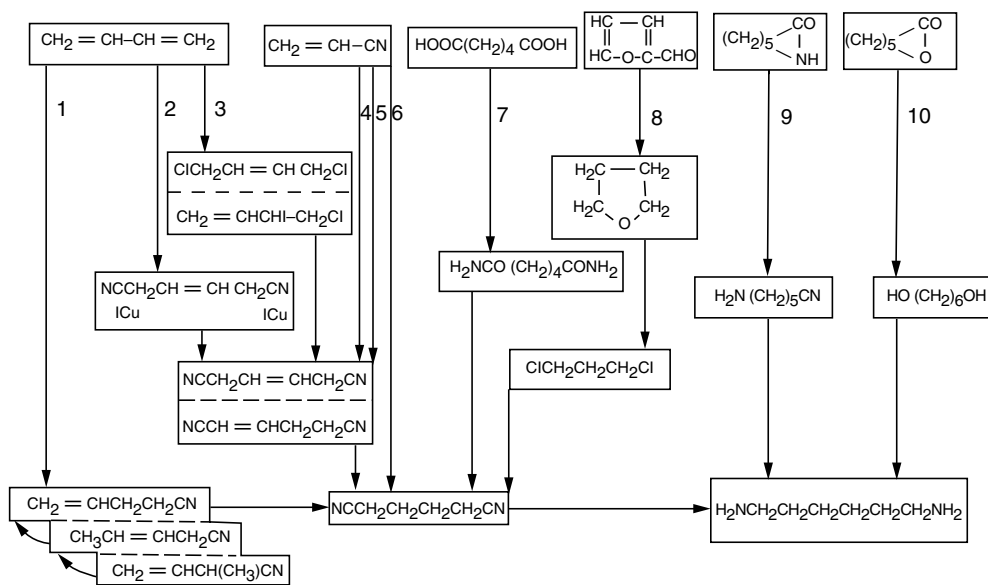 CH₂ = CH–CH = CH₂
CH₂ = CH – CN
HOOC(CH₂)₄ COOH
CH – CH
HC–O–C–CHO
(CH₂)₅ CO NH
(CH₂)₅ CO O
1
2
3
4
5
6
7
8
9
10
ClCH₂CH = CH CH₂Cl
CH₂ = CHCHl–CH₂Cl
H₂C – CH₂
H₂C CH₂
O
NCCH₂CH = CH CH₂CN
ICu ICu
H₂NCO (CH₂)₄CONH₂
H₂N (CH₂)₅CN
HO (CH₂)₆OH
NCCH₂CH = CHCH₂CN
NCCH = CHCH₂CH₂CN
ClCH₂CH₂CH₂Cl
CH₂ = CHCH₂CH₂CN
CH₃CH = CHCH₂CN
CH₂ = CHCH(CH₃)CN
NCCH₂CH₂CH₂CH₂CN
H₂NCH₂CH₂CH₂CH₂CH₂CH₂NH₂